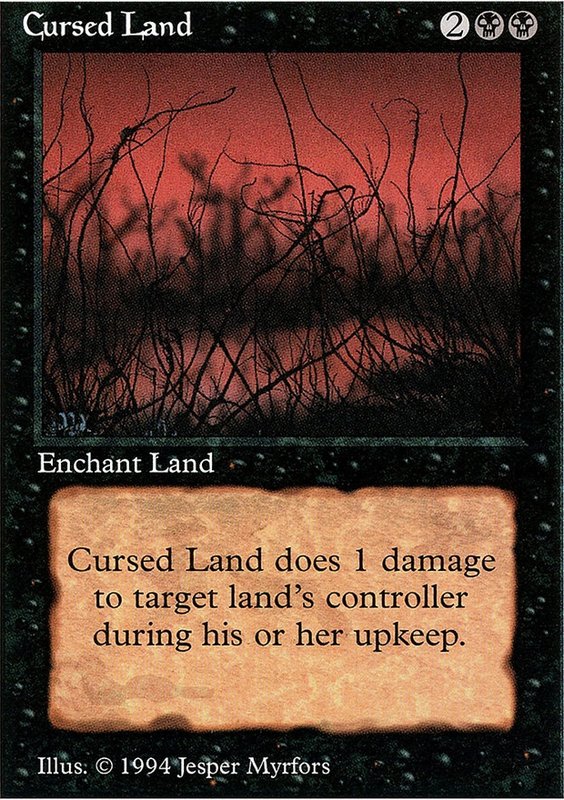 Cursed Land 2
Enchant Land
Cursed Land does 1 damage
to target land's controller
during his or her upkeep.
Illus. © 1994 Jesper Myrfors